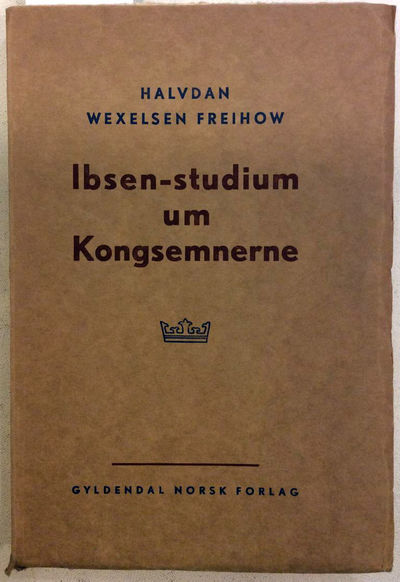 HALVDAN
WEXELSEN FREIHOW
Ibsen-studium
um
Kongsemnerne
GYLDENDAL NORSK FORLAG